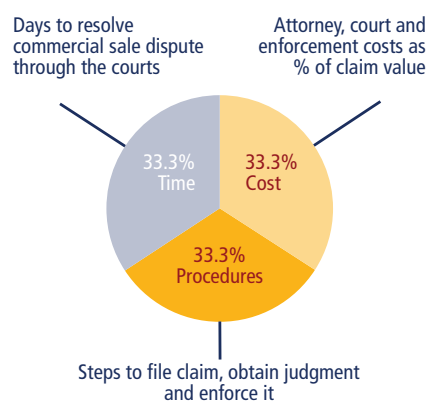 Days to resolve
commercial sale dispute
through the courts
Attorney, court and
enforcement costs as
% of claim value
33.3%
Time
33.3%
Cost
33.3%
Procedures
Steps to file claim, obtain judgment
and enforce it